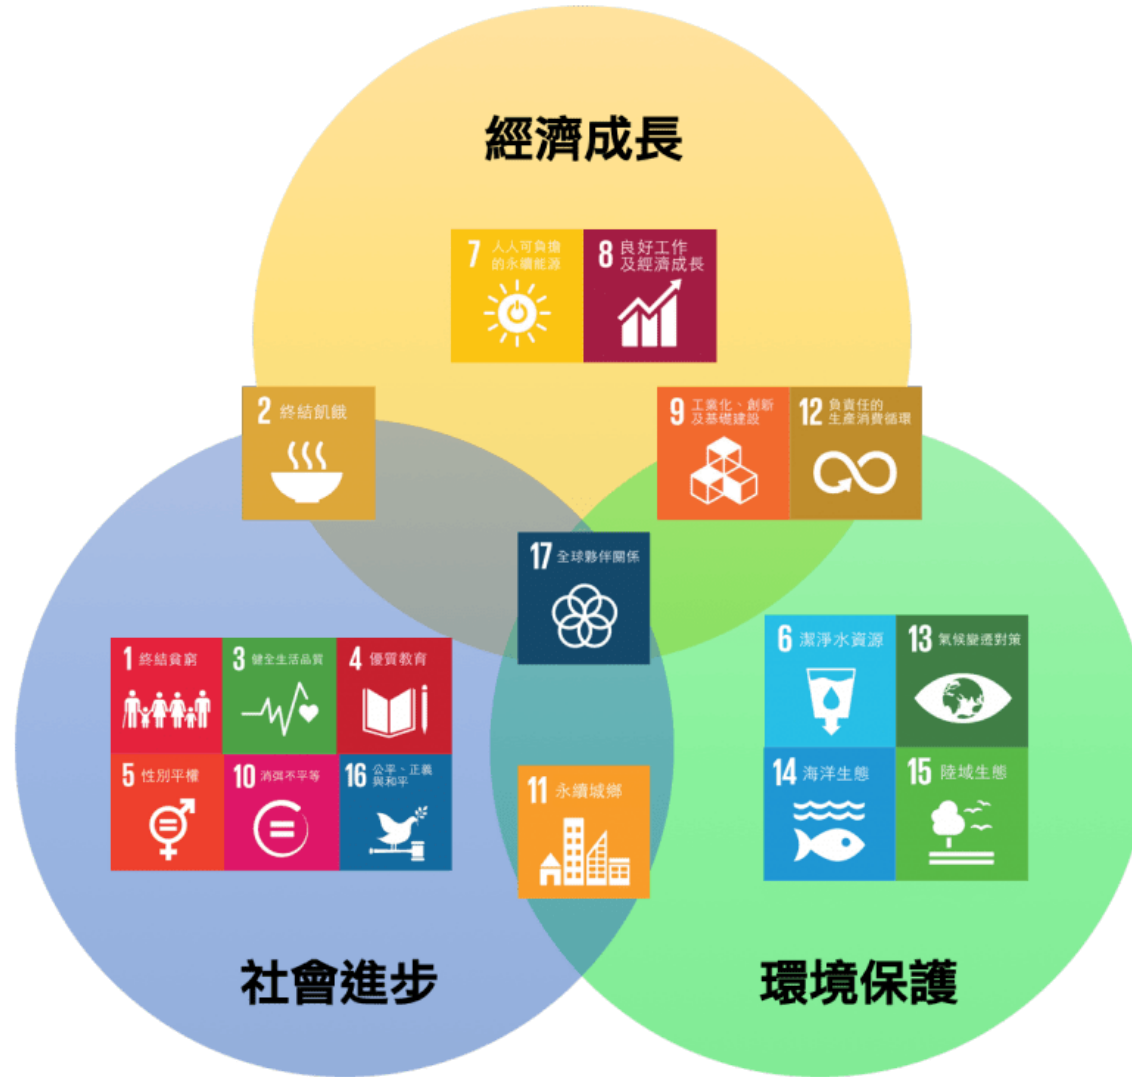 經濟成長
7 人人可負擔
的永續能源
8 良好工作
及經濟成長
2 終結飢餓
9 工業化、創新
及基礎建設
12 負責任的
生產消費循環
17 全球夥伴關係
1 終結貧窮
3 健全生活品質
4 優質教育
5 性別平權
10 消弭不平等
16 公平、正義
與和平
11 永續城鄉
6 潔淨水資源
13 氣候變遷對策
14 海洋生態
15 陸域生態
社會進步
環境保護